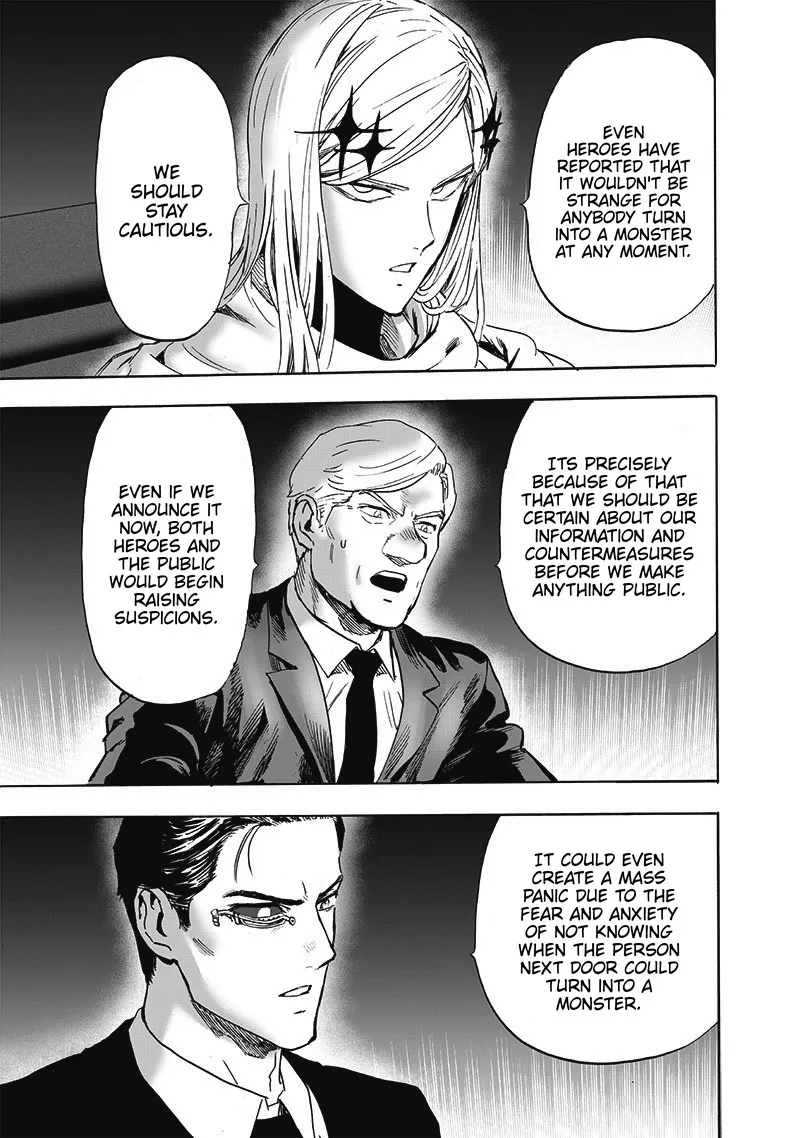 EVEN
HEROES HAVE
REPORTED THAT
IT WOULDN'T BE
STRANGE FOR
ANYBODY TURN
INTO A MONSTER
AT ANY MOMENT.
WE
SHOULD
STAY
CAUTIOUS.
ITS PRECISELY
BECAUSE OF THAT
THAT WE SHOULD BE
CERTAIN ABOUT OUR
INFORMATION AND
COUNTERMEASURES
BEFORE WE MAKE
ANYTHING PUBLIC.
EVEN IF WE
ANNOUNCE IT
NOW, BOTH
HEROES AND
THE PUBLIC
WOULD BEGIN
RAISING
SUSPICIONS.
IT COULD EVEN
CREATE A MASS
PANIC DUE TO THE
FEAR AND ANXIETY
OF NOT KNOWING
WHEN THE PERSON
NEXT DOOR COULD
TURN INTO A
MONSTER.